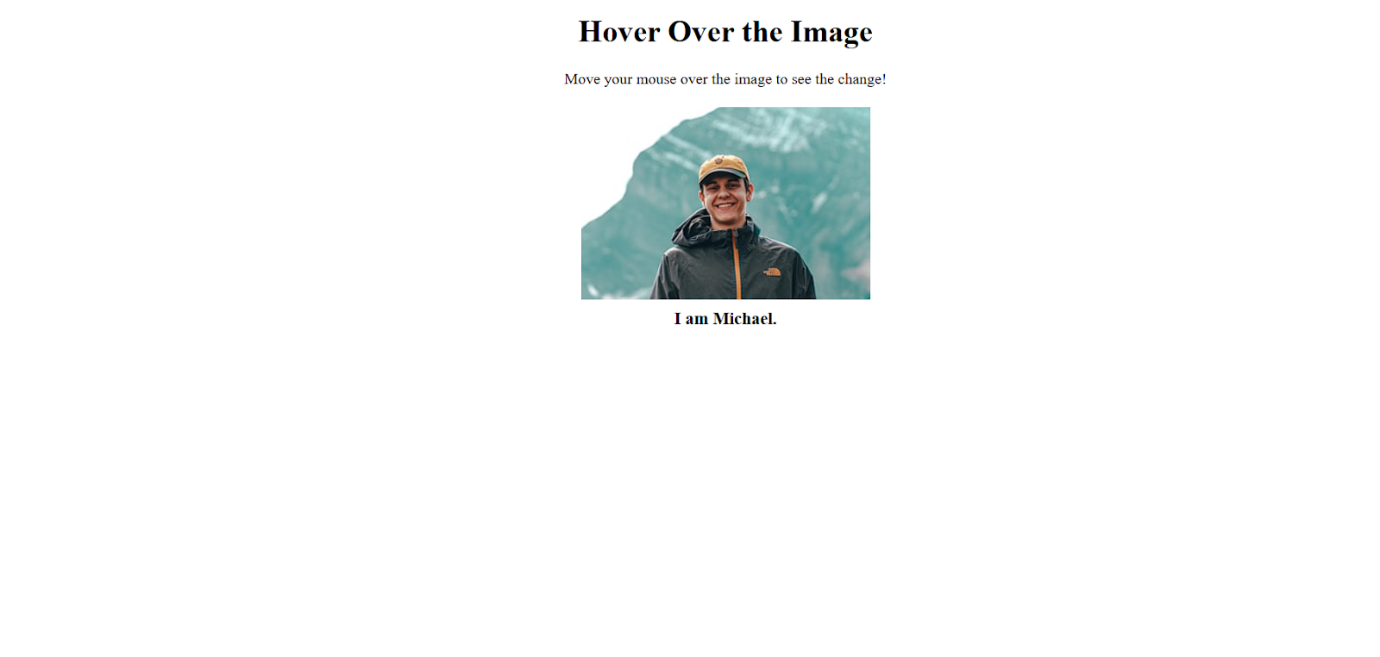 Hover Over the Image
Move your mouse over the image to see the change!
I am Michael.